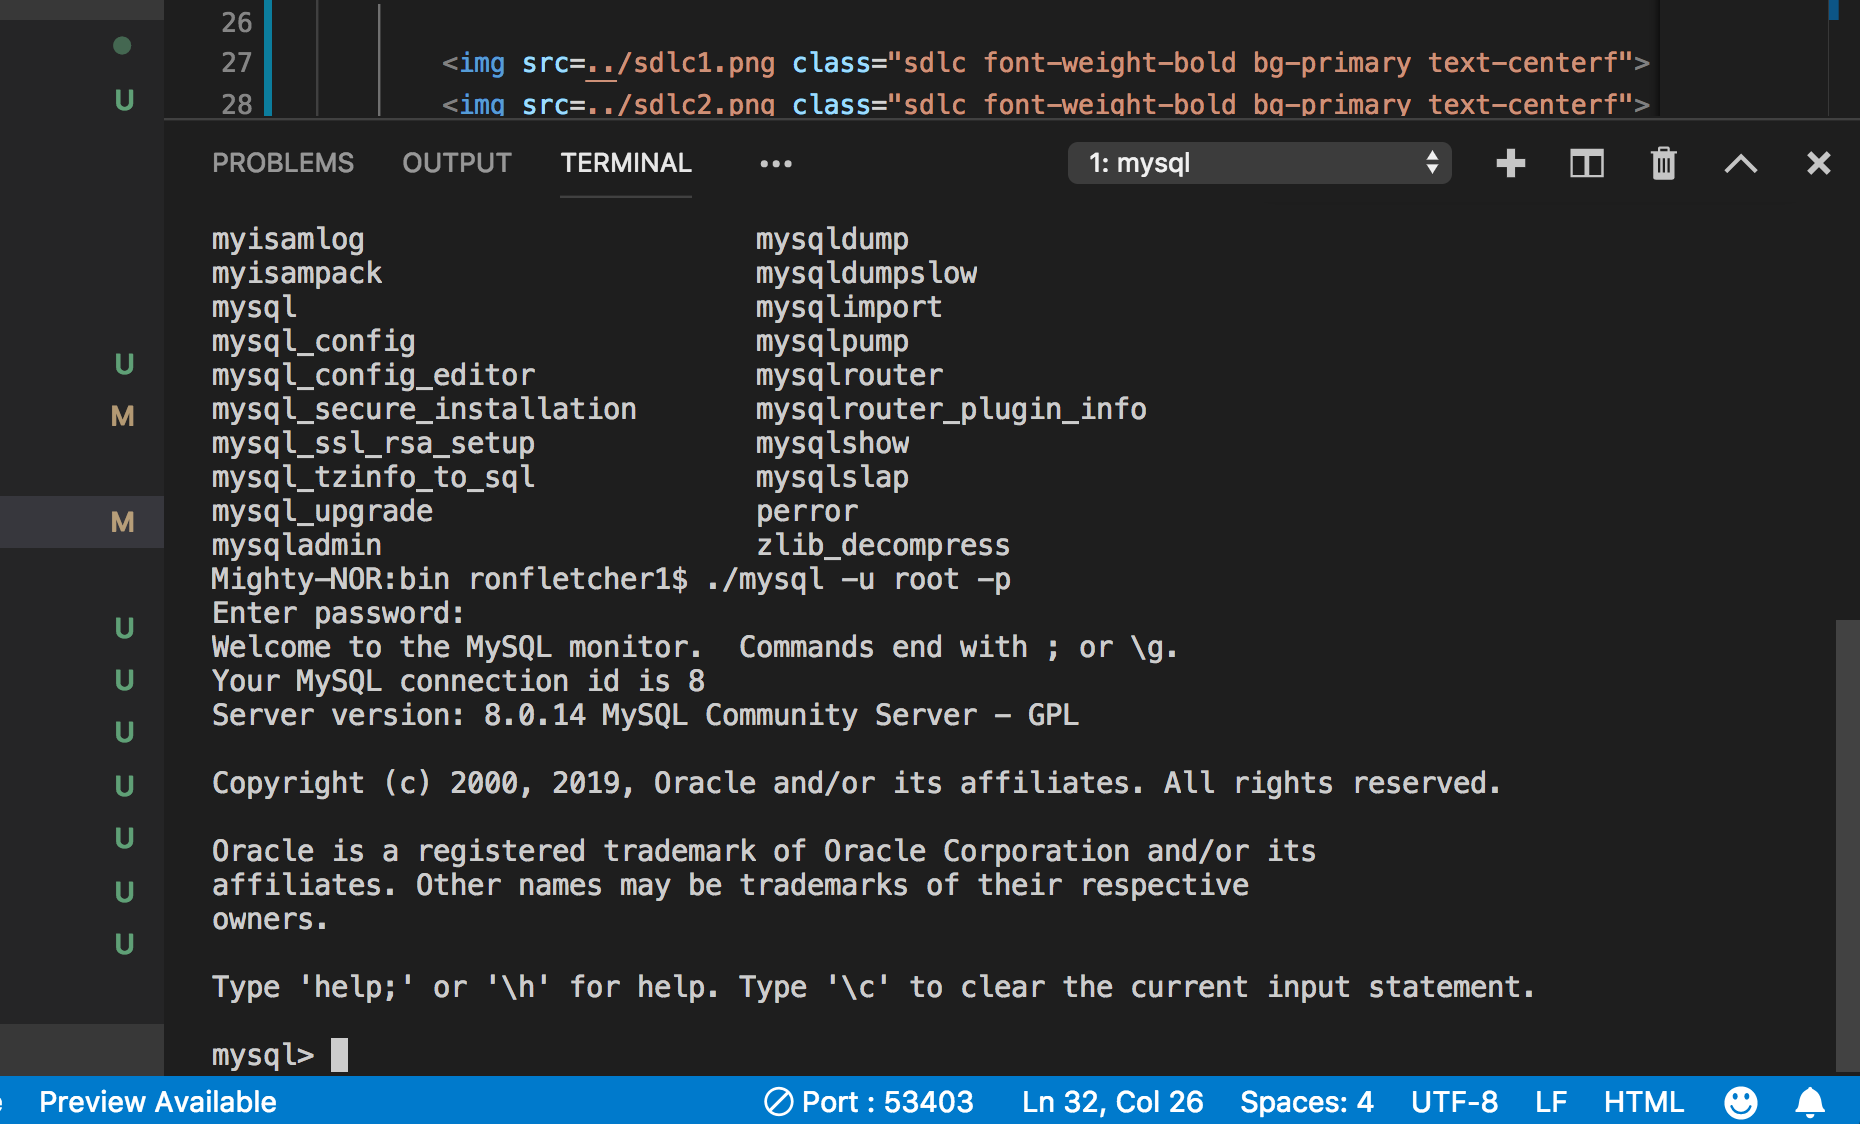 26
27 <img src=../sdlc1.png class="sdlc font-weight-bold bg-primary text-centerf">
28 <img src=../sdlc2.png class="sdlc font-weight-bold bg-primary text-centerf">
U
PROBLEMS OUTPUT TERMINAL ••• 1: mysql
myisamlog mysqldump
myisampack mysqldumpslow
mysql mysqlimport
mysql_config mysqlpump
U
mysql_config_editor mysqlrouter
M
mysql_secure_installation mysqlrouter_plugin_info
mysql_ssl_rsa_setup mysqlshow
mysql_tzinfo_to_sql mysqlslap
mysql_upgrade perror
M
mysqladmin zlib_decompress
Mighty-NOR:bin ronfletcher1$ ./mysql -u root -p
Enter password:
U
Welcome to the MySQL monitor.  Commands end with ; or \g.
Your MySQL connection id is 8
U
Server version: 8.0.14 MySQL Community Server - GPL
U
Copyright (c) 2000, 2019, Oracle and/or its affiliates. All rights reserved.
U
U
Oracle is a registered trademark of Oracle Corporation and/or its
affiliates. Other names may be trademarks of their respective
U
owners.
U
Type 'help;' or '\h' for help. Type '\c' to clear the current input statement.
mysql>
Preview Available Port : 53403 Ln 32, Col 26 Spaces: 4 UTF-8 LF HTML